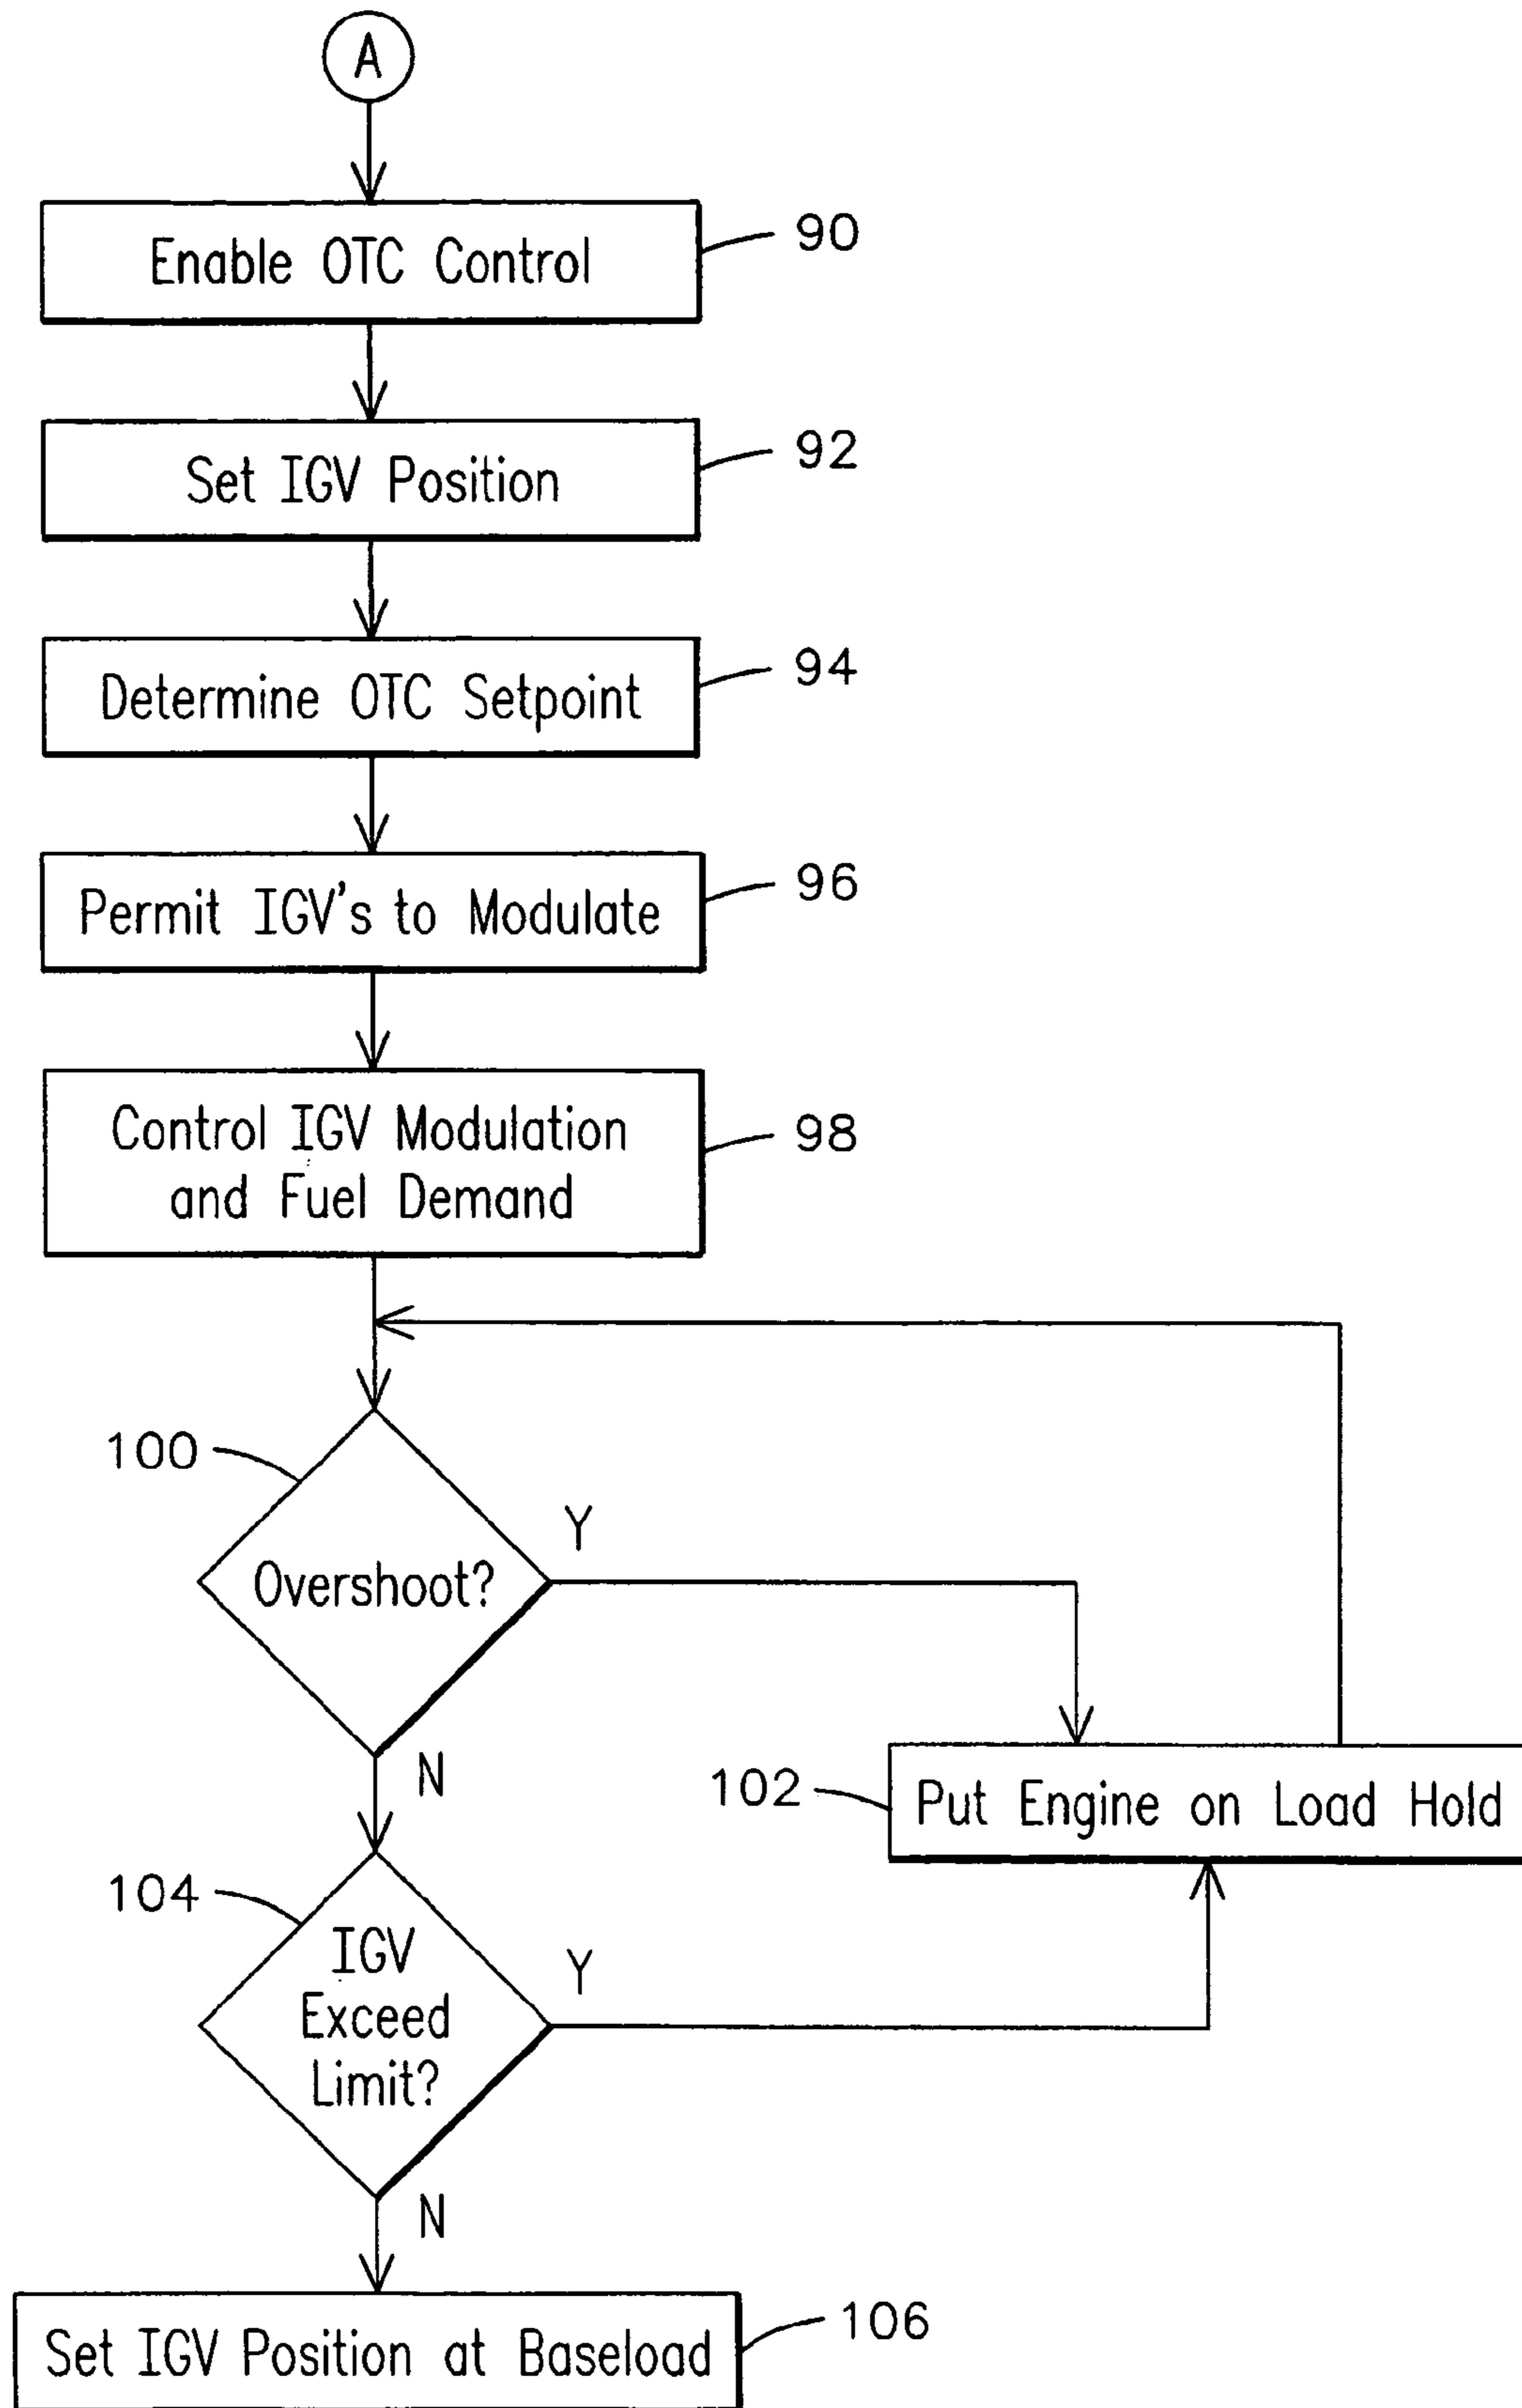 A
Enable OTC Control
90
Set IGV Position
92
Determine OTC Setpoint
94
Permit IGV's to Modulate
96
Control IGV Modulation
and Fuel Demand
98
100
Overshoot?
Y
N
102
Put Engine on Load Hold
104
IGV
Exceed
Limit?
Y
N
Set IGV Position at Baseload
106